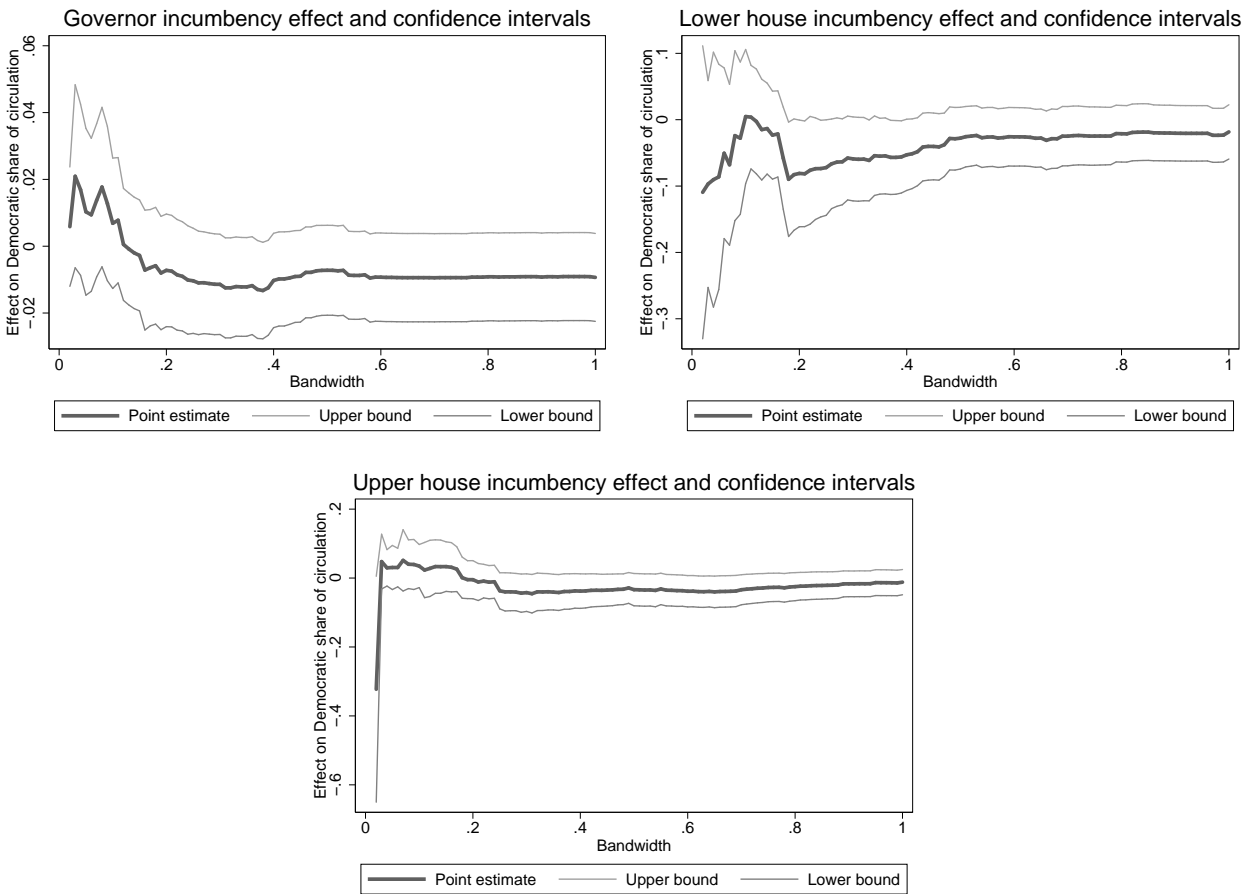 Governor incumbency effect and confidence intervals
Effect on Democratic share of circulation
.06
.04
.02
0
-.02
0 .2 .4 .6 .8 1
Bandwidth
Point estimate Upper bound Lower bound
Lower house incumbency effect and confidence intervals
Effect on Democratic share of circulation
.1
0
-.1
-.2
-.3
0 .2 .4 .6 .8 1
Bandwidth
Point estimate Upper bound Lower bound
Upper house incumbency effect and confidence intervals
Effect on Democratic share of circulation
.2
0
-.2
-.4
-.6
0 .2 .4 .6 .8 1
Bandwidth
Point estimate Upper bound Lower bound